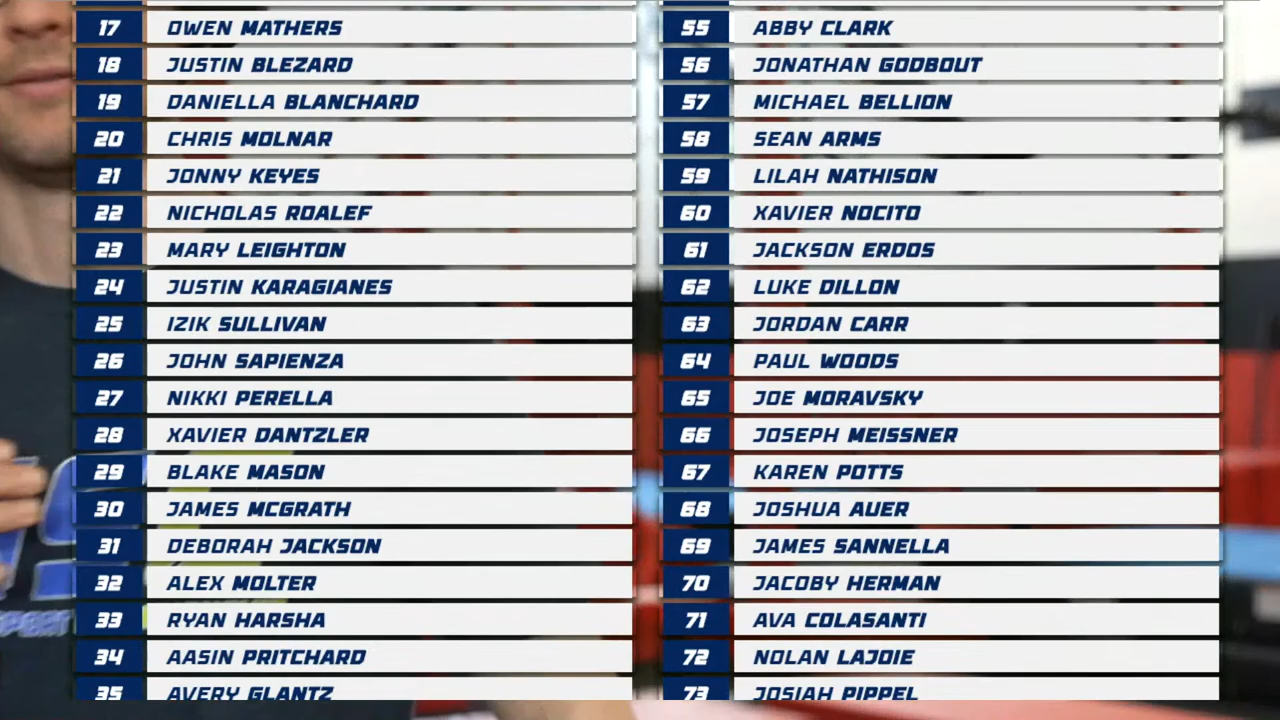 17 OWEN MATHERS
18 JUSTIN BLEZARD
19 DANIELLA BLANCHARD
20 CHRIS MOLNAR
21 JONNY KEYES
22 NICHOLAS ROALEF
23 MARY LEIGHTON
24 JUSTIN KARAGIANES
25 IZIK SULLIVAN
26 JOHN SAPIENZA
27 NIKKI PERELLA
28 XAVIER DANTZLER
29 BLAKE MASON
30 JAMES MCGRATH
31 DEBORAH JACKSON
32 ALEX MOLTER
33 RYAN HARSHA
34 AASIN PRITCHARD
35 AVERY GLANTZ
55 ABBY CLARK
56 JONATHAN GODBOUT
57 MICHAEL BELLION
58 SEAN ARMS
59 LILAH NATHISON
60 XAVIER NOCITO
61 JACKSON ERDOS
62 LUKE DILLON
63 JORDAN CARR
64 PAUL WOODS
65 JOE MORAVSKY
66 JOSEPH MEISSNER
67 KAREN POTTS
68 JOSHUA AUER
69 JAMES SANNELLA
70 JACOBY HERMAN
71 AVA COLASANTI
72 NOLAN LAJOIE
73 JOSIAH PIPPEL